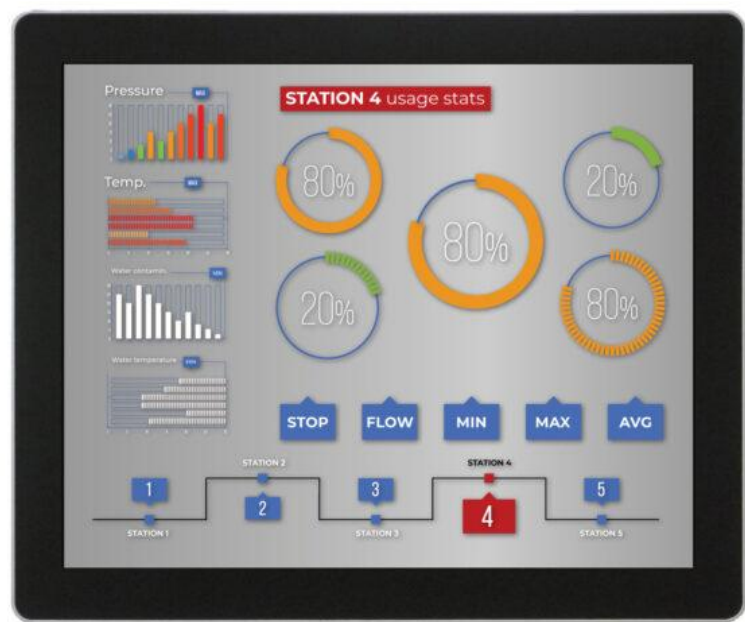 Pressure
STATION 4 usage stats
80%
20%
80%
Temp.
20%
80%
Water contamin.
Water temperature
STOP
FLOW
MIN
MAX
AVG
STATION 2
STATION 4
1
3
5
2
4
STATION 1
STATION 3
STATION 5